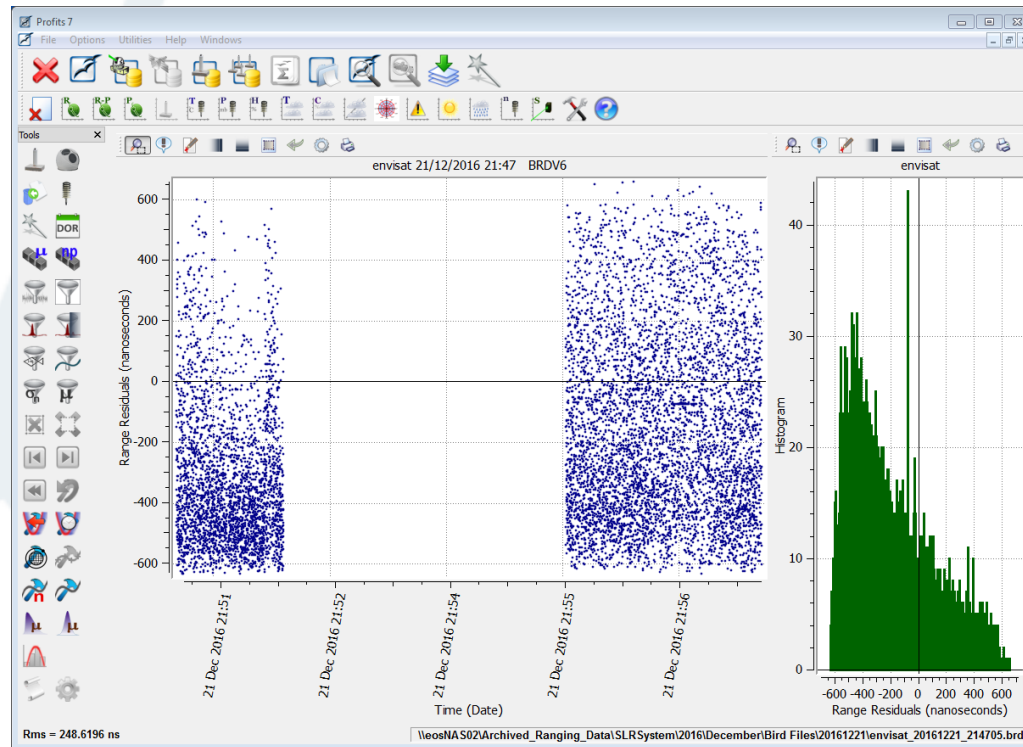 Profits 7
File Options Utilities Help Windows
R R-P P T P H T C n S
Tools
envisat 21/12/2016 21:47 BRDV6
envisat
DOR
μ np
σ μ
n
μ μ
Range Residuals (nanoseconds)
600
400
200
0
-200
-400
-600
21 Dec 2016 21:51
21 Dec 2016 21:52
21 Dec 2016 21:54
21 Dec 2016 21:55
21 Dec 2016 21:56
Time (Date)
Histogram
40
30
20
10
0
-600 -400 -200 0 200 400 600
Range Residuals (nanoseconds)
Rms = 248.6196 ns
\\eosNAS02\Archived_Ranging_Data\SLRSystem\2016\December\Bird Files\20161221\envisat_20161221_214705.brd